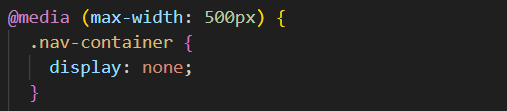 @media (max-width: 500px) {
  .nav-container {
    display: none;
  }